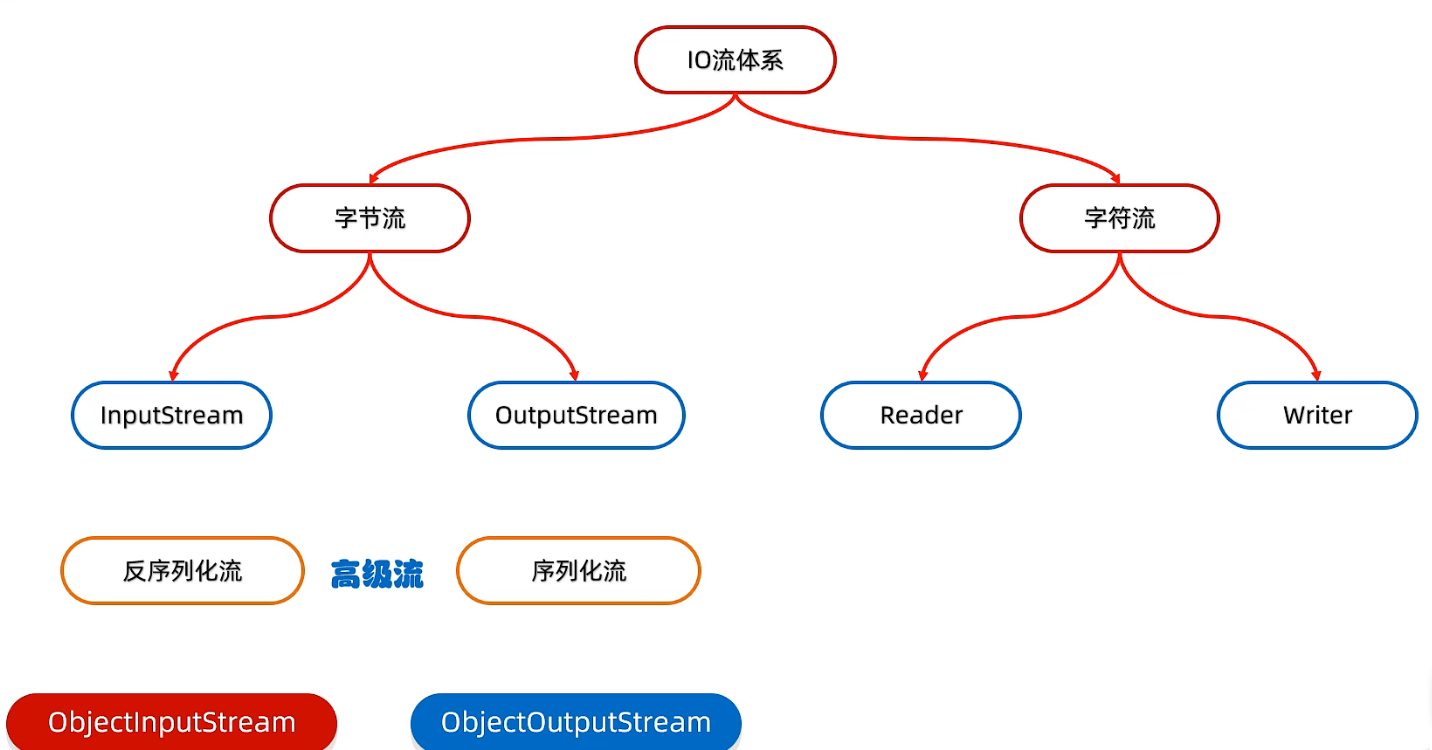 IO流体系
字节流
字符流
InputStream
OutputStream
Reader
Writer
反序列化流
高级流
序列化流
ObjectInputStream
ObjectOutputStream